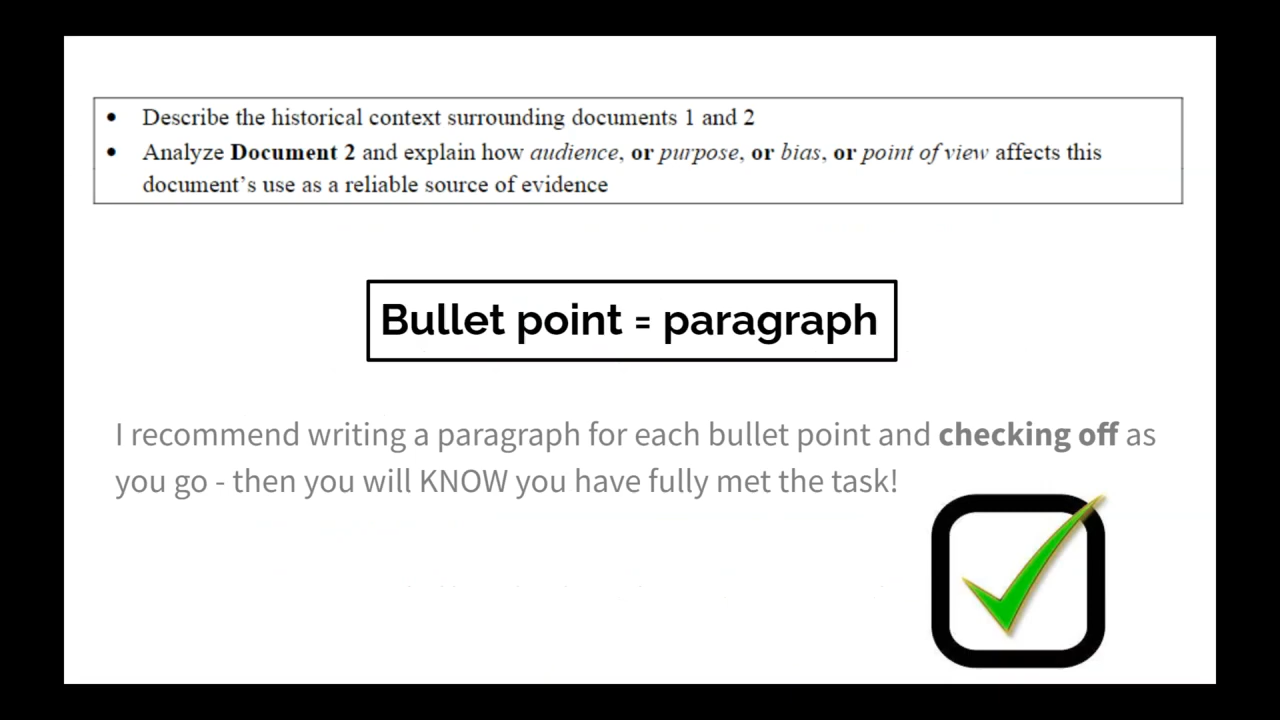 • Describe the historical context surrounding documents 1 and 2
• Analyze Document 2 and explain how audience, or purpose, or bias, or point of view affects this
document's use as a reliable source of evidence
Bullet point = paragraph
I recommend writing a paragraph for each bullet point and checking off as
you go - then you will KNOW you have fully met the task!